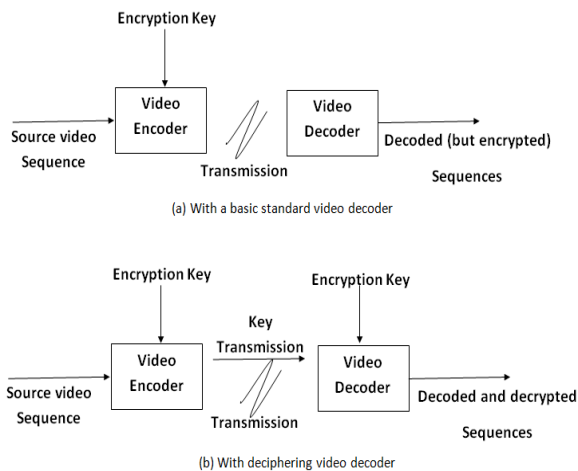 Encryption Key
Video
Encoder
Video
Decoder
Source video
Sequence
Transmission
Decoded (but encrypted)
Sequences
(a) With a basic standard video decoder
Encryption Key
Encryption Key
Key
Transmission
Video
Encoder
Video
Decoder
Source video
Sequence
Transmission
Decoded and decrypted
Sequences
(b) With deciphering video decoder